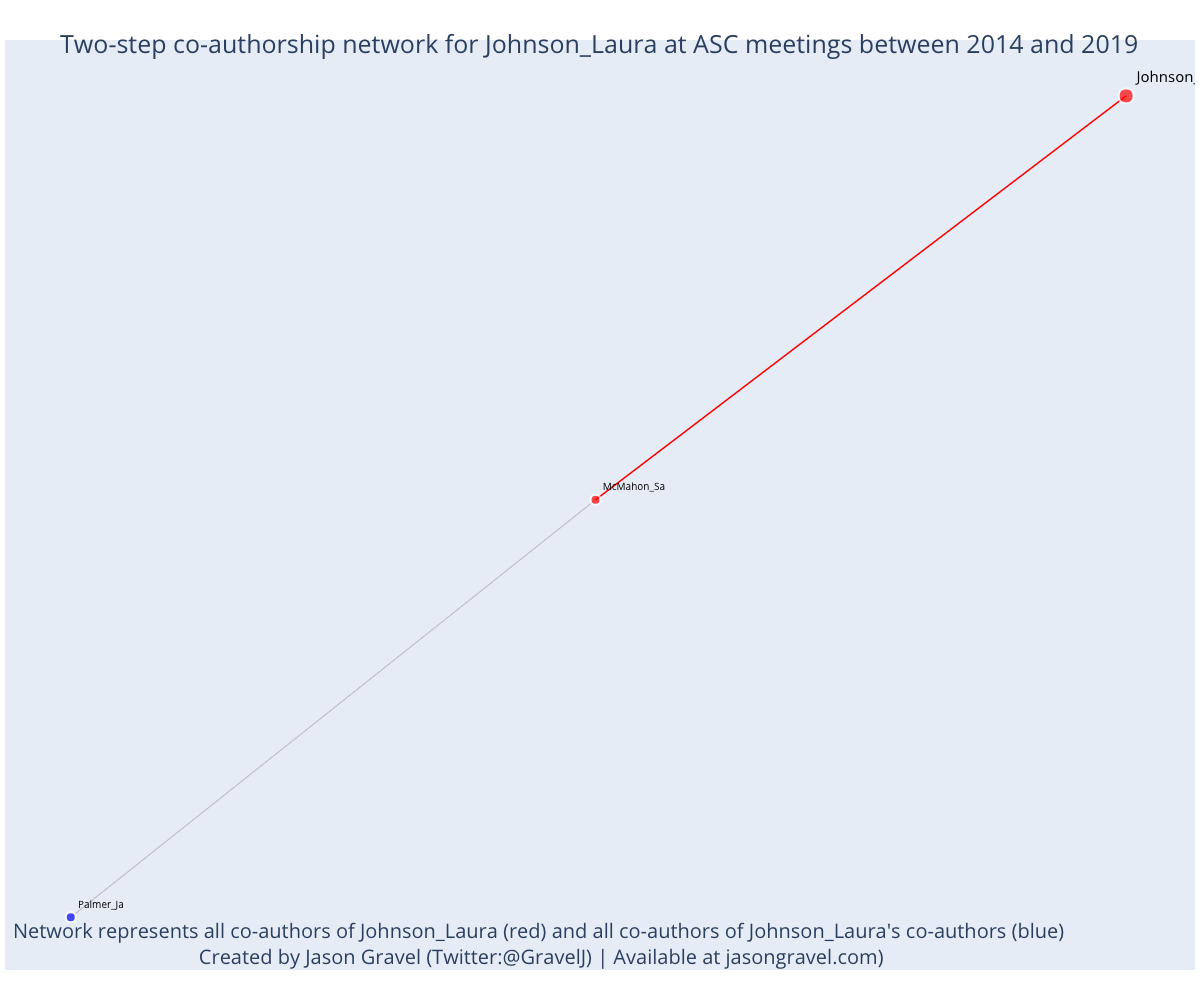 Two-step co-authorship network for Johnson_Laura at ASC meetings between 2014 and 2019
Johnson_
McMahon_Sa
Palmer_Ja
Network represents all co-authors of Johnson_Laura (red) and all co-authors of Johnson_Laura's co-authors (blue)
Created by Jason Gravel (Twitter:@GravelJ) | Available at jasongravel.com)